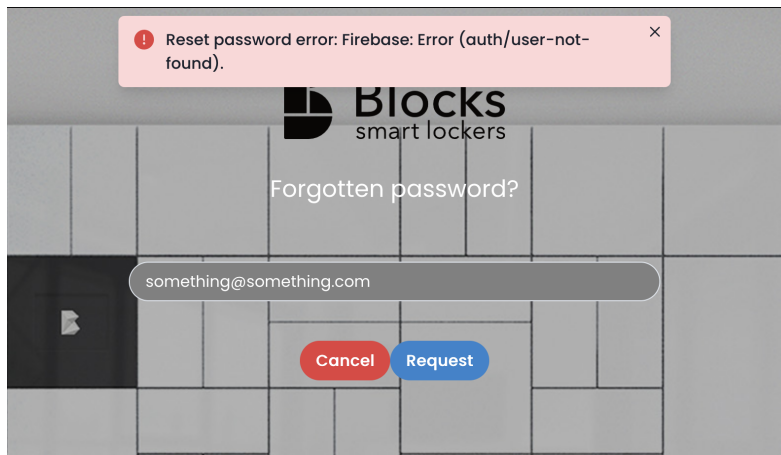 Reset password error: Firebase: Error (auth/user-not-
found).
Blocks
smart lockers
Forgotten password?
something@something.com
Cancel
Request